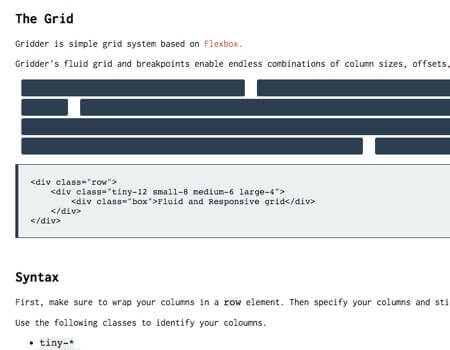 The Grid
Gridder is simple grid system based on Flexbox.
Gridder's fluid grid and breakpoints enable endless combinations of column sizes, offsets,
<div class="row">
<div class="tiny-12 small-8 medium-6 large-4">
<div class="box">Fluid and Responsive grid</div>
</div>
</div>
Syntax
First, make sure to wrap your columns in a row element. Then specify your columns and sti
Use the following classes to identify your coloumns.
• tiny-*